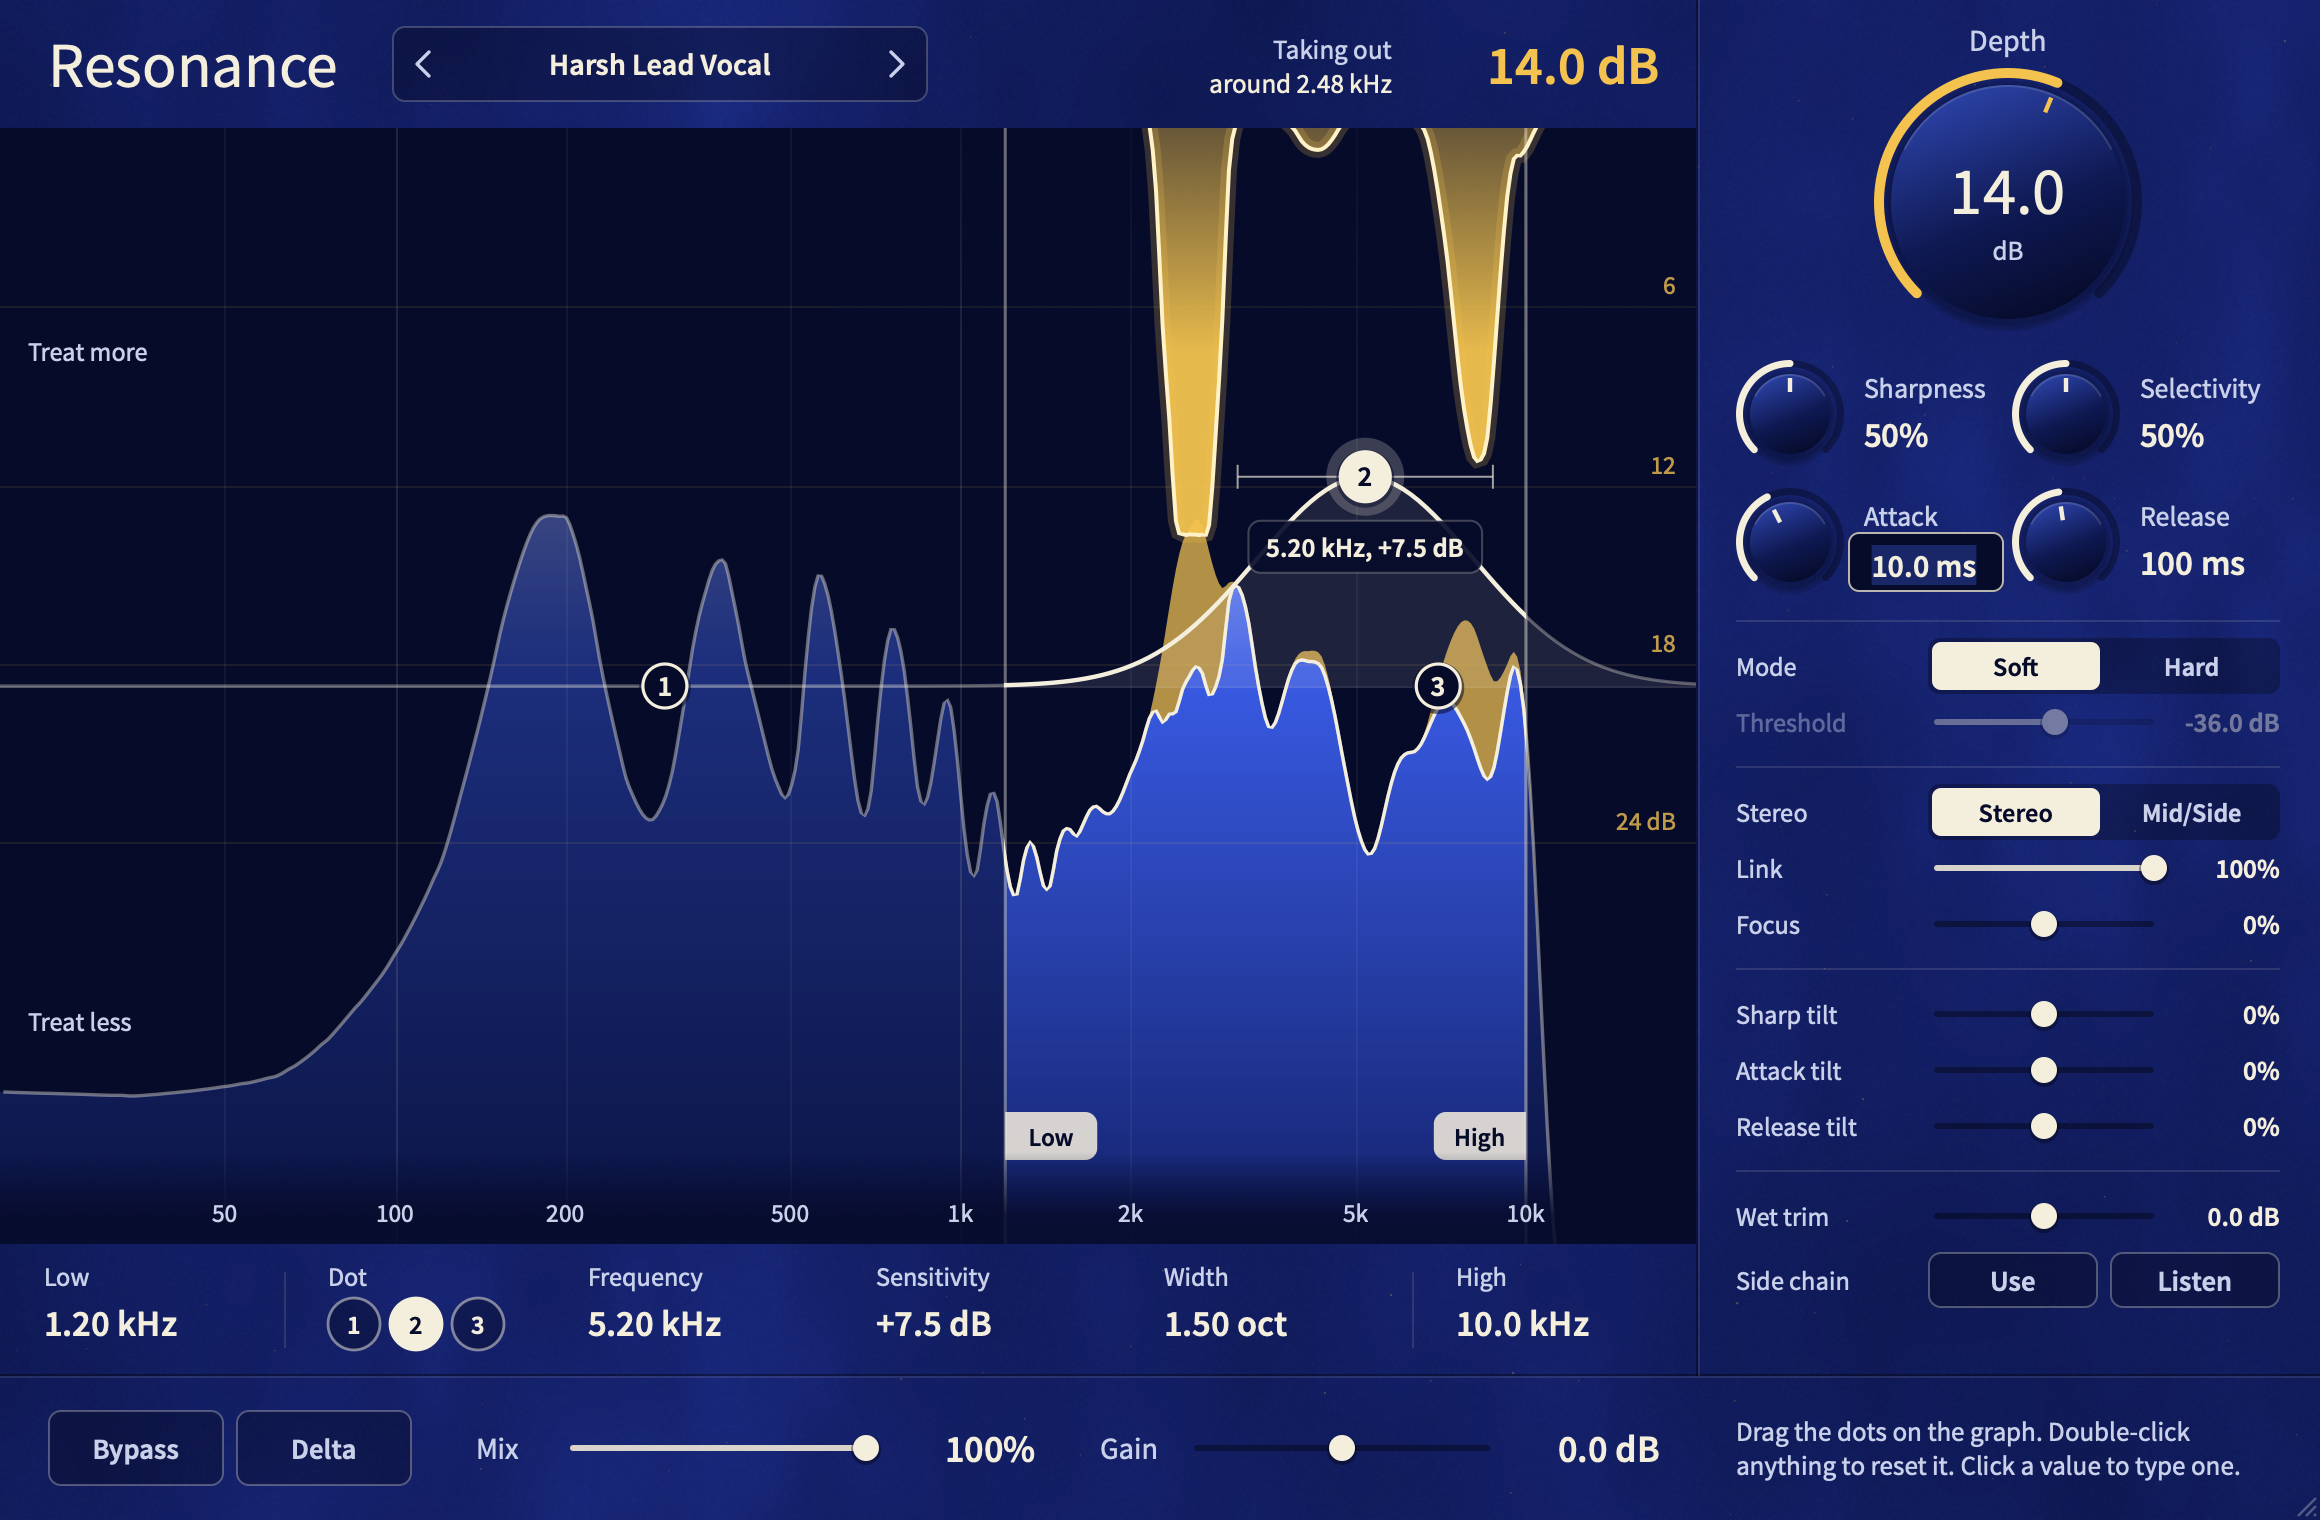 Resonance
Harsh Lead Vocal
Taking out
around 2.48 kHz
14.0 dB
Depth
14.0
dB
Sharpness
50%
Selectivity
50%
Attack
10.0 ms
Release
100 ms
Mode
Soft
Hard
Threshold
-36.0 dB
Stereo
Stereo
Mid/Side
Link
100%
Focus
0%
Sharp tilt
0%
Attack tilt
0%
Release tilt
0%
Wet trim
0.0 dB
Side chain
Use
Listen
Treat more
Treat less
6
12
18
24 dB
1
2
3
5.20 kHz, +7.5 dB
Low
High
50
100
200
500
1k
2k
5k
10k
Low
1.20 kHz
Dot
1
2
3
Frequency
5.20 kHz
Sensitivity
+7.5 dB
Width
1.50 oct
High
10.0 kHz
Bypass
Delta
Mix
100%
Gain
0.0 dB
Drag the dots on the graph. Double-click
anything to reset it. Click a value to type one.